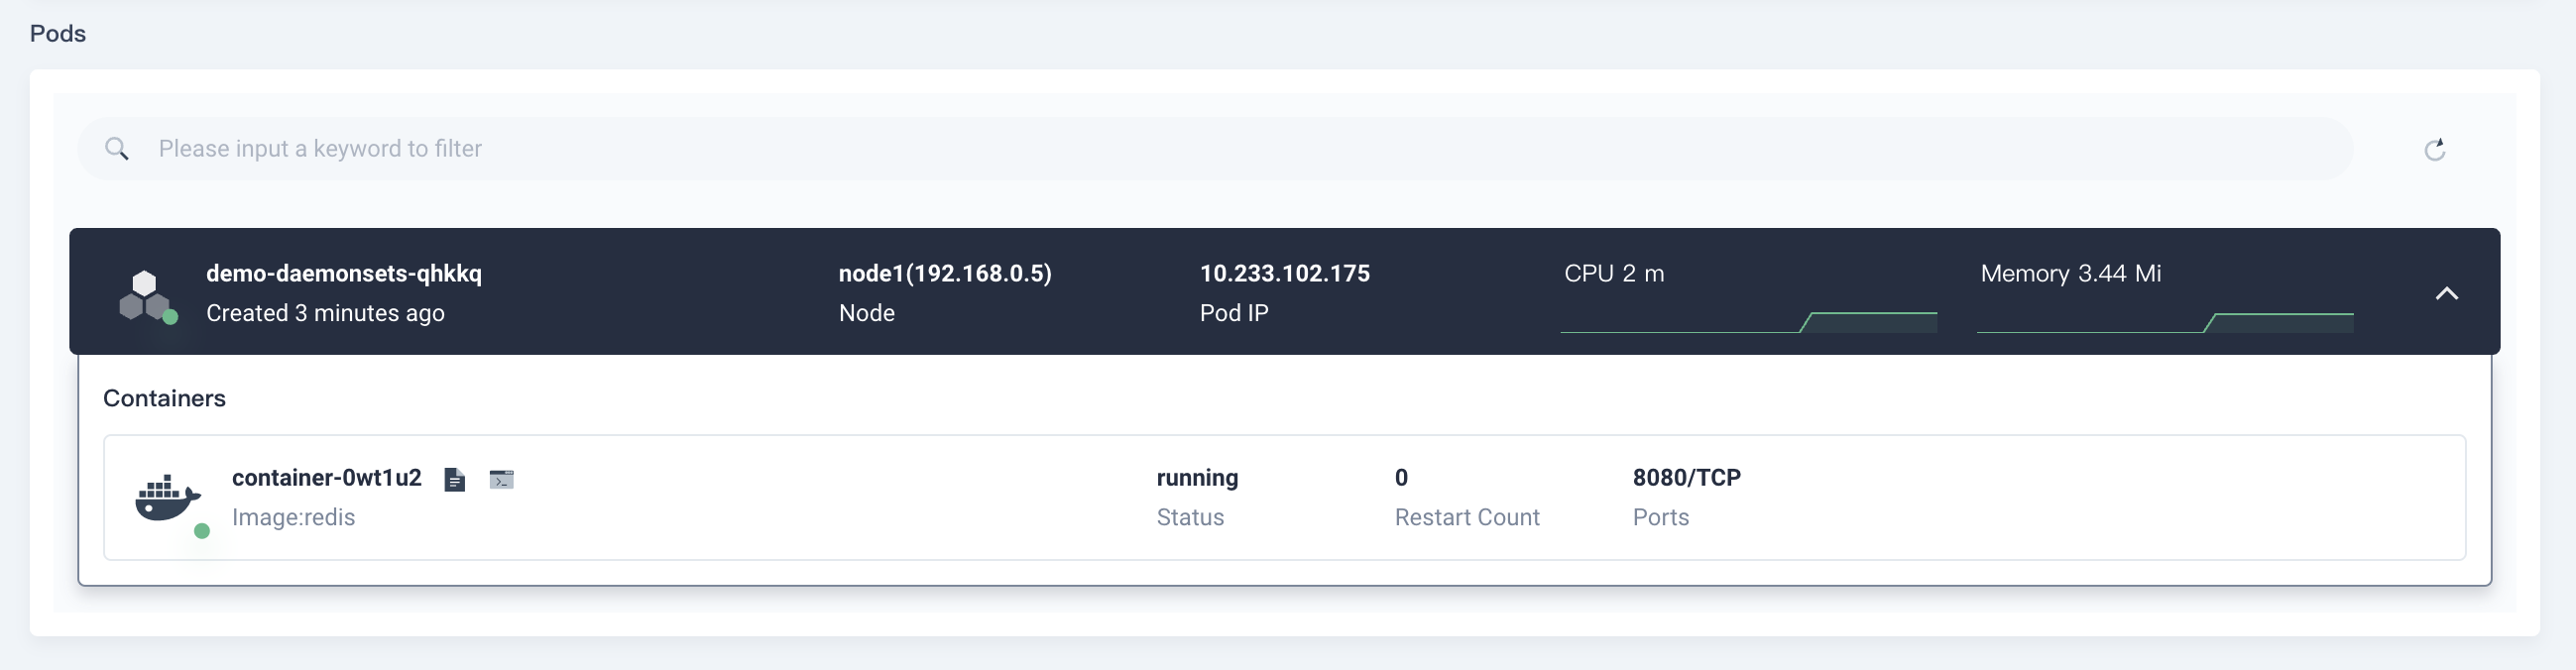 Pods
Please input a keyword to filter
demo-daemonsets-qhkkq
Created 3 minutes ago
node1(192.168.0.5)
Node
10.233.102.175
Pod IP
CPU 2 m
Memory 3.44 Mi
Containers
container-0wt1u2
Image:redis
running
Status
0
Restart Count
8080/TCP
Ports